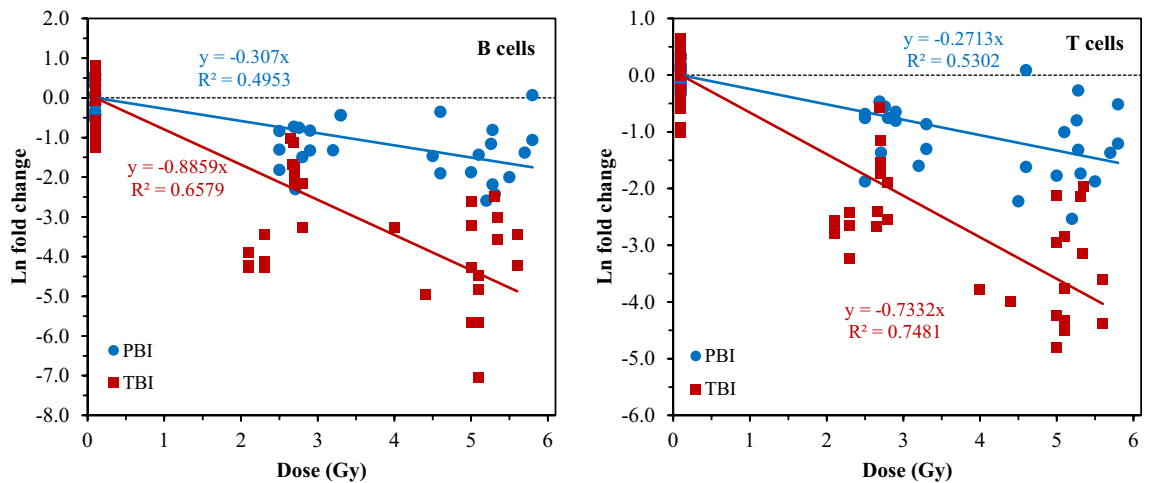 2.0
1.0
0.0
-1.0
-2.0
-3.0
-4.0
-5.0
-6.0
-7.0
-8.0
Ln fold change
B cells
y = -0.307x
R² = 0.4953
y = -0.8859x
R² = 0.6579
PBI
TBI
0 1 2 3 4 5 6
Dose (Gy)
1.0
0.0
-1.0
-2.0
-3.0
-4.0
-5.0
-6.0
Ln fold change
T cells
y = -0.2713x
R² = 0.5302
y = -0.7332x
R² = 0.7481
PBI
TBI
0 1 2 3 4 5 6
Dose (Gy)